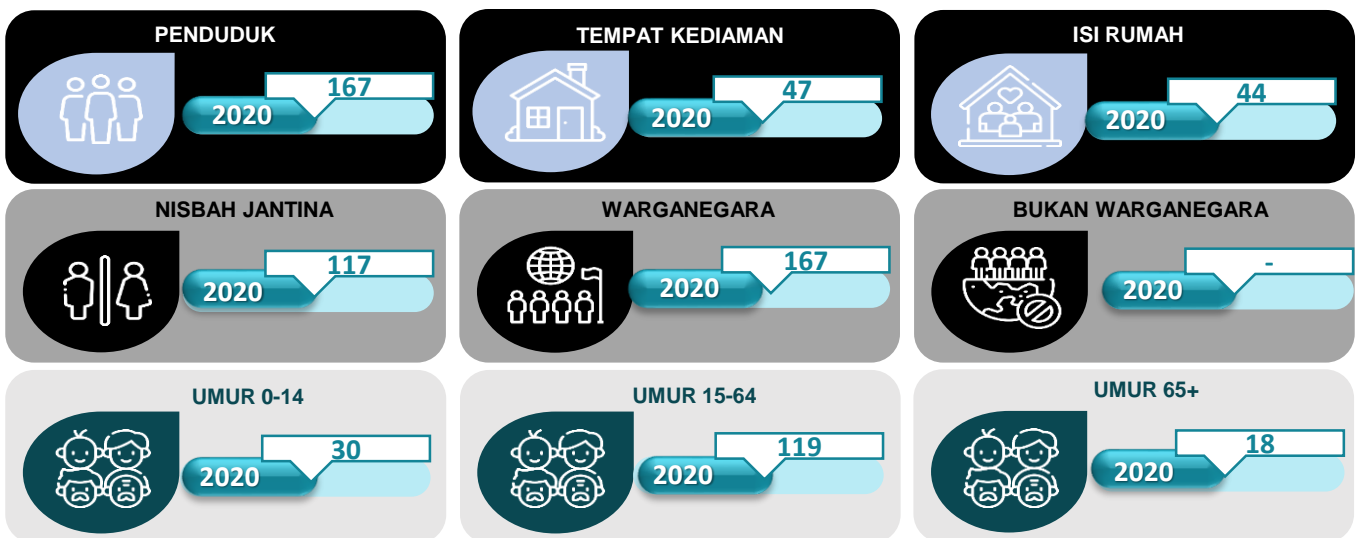 PENDUDUK
167
2020
TEMPAT KEDIAMAN
47
2020
ISI RUMAH
44
2020
NISBAH JANTINA
117
2020
WARGANEGARA
167
2020
BUKAN WARGANEGARA
-
2020
UMUR 0-14
30
2020
UMUR 15-64
119
2020
UMUR 65+
18
2020